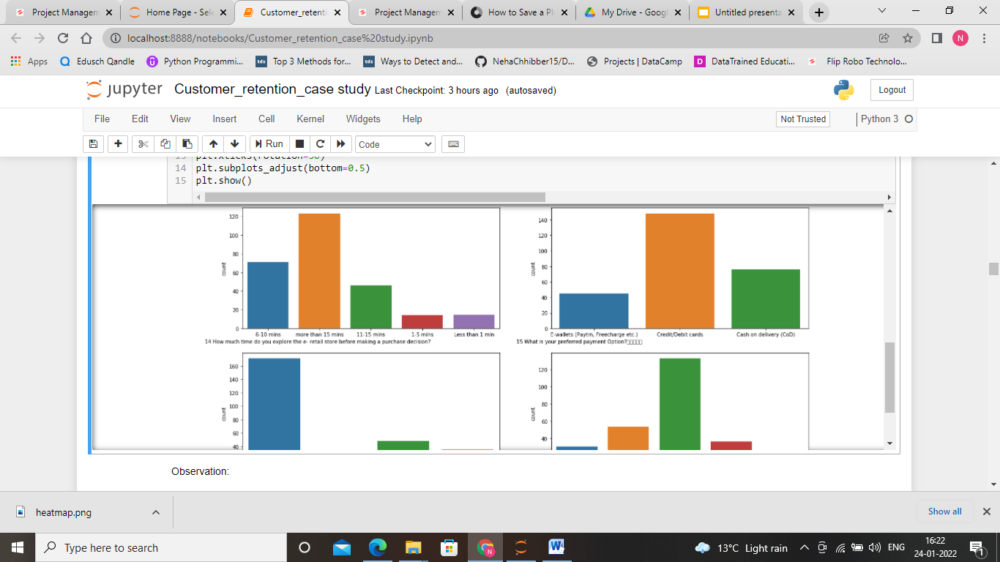 Project Managem
Home Page - Sele
Customer_retenti
Project Managem
How to Save a Pl
My Drive - Googl
Untitled presenta
localhost:8888/notebooks/Customer_retention_case%20study.ipynb
N
Apps
Edusch Qandle
Python Programmi...
tds
Top 3 Methods for...
tds
Ways to Detect and...
NehaChhibber15/D...
Projects | DataCamp
D
DataTrained Educati...
Flip Robo Technolo...
jupyter
Customer_retention_case study Last Checkpoint: 3 hours ago (autosaved)
Logout
File Edit View Insert Cell Kernel Widgets Help
Not Trusted
Python 3
Run
Code
14 plt.subplots_adjust(bottom=0.5)
15 plt.show()
120
100
80
60
40
20
0
count
6-10 mins more than 15 mins 11-15 mins 1-5 mins Less than 1 min
14 How much time do you explore the e- retail store before making a purchase decision?
140
120
100
80
60
40
20
0
count
E-wallets (Paytm, Freecharge etc.) Credit/Debit cards Cash on delivery (CoD)
15 What is your preferred payment Option?
160
140
120
100
80
60
40
count
120
100
80
60
40
count
Observation:
heatmap.png
Show all
Type here to search
N
W
13°C Light rain
ENG
16:22
24-01-2022
1